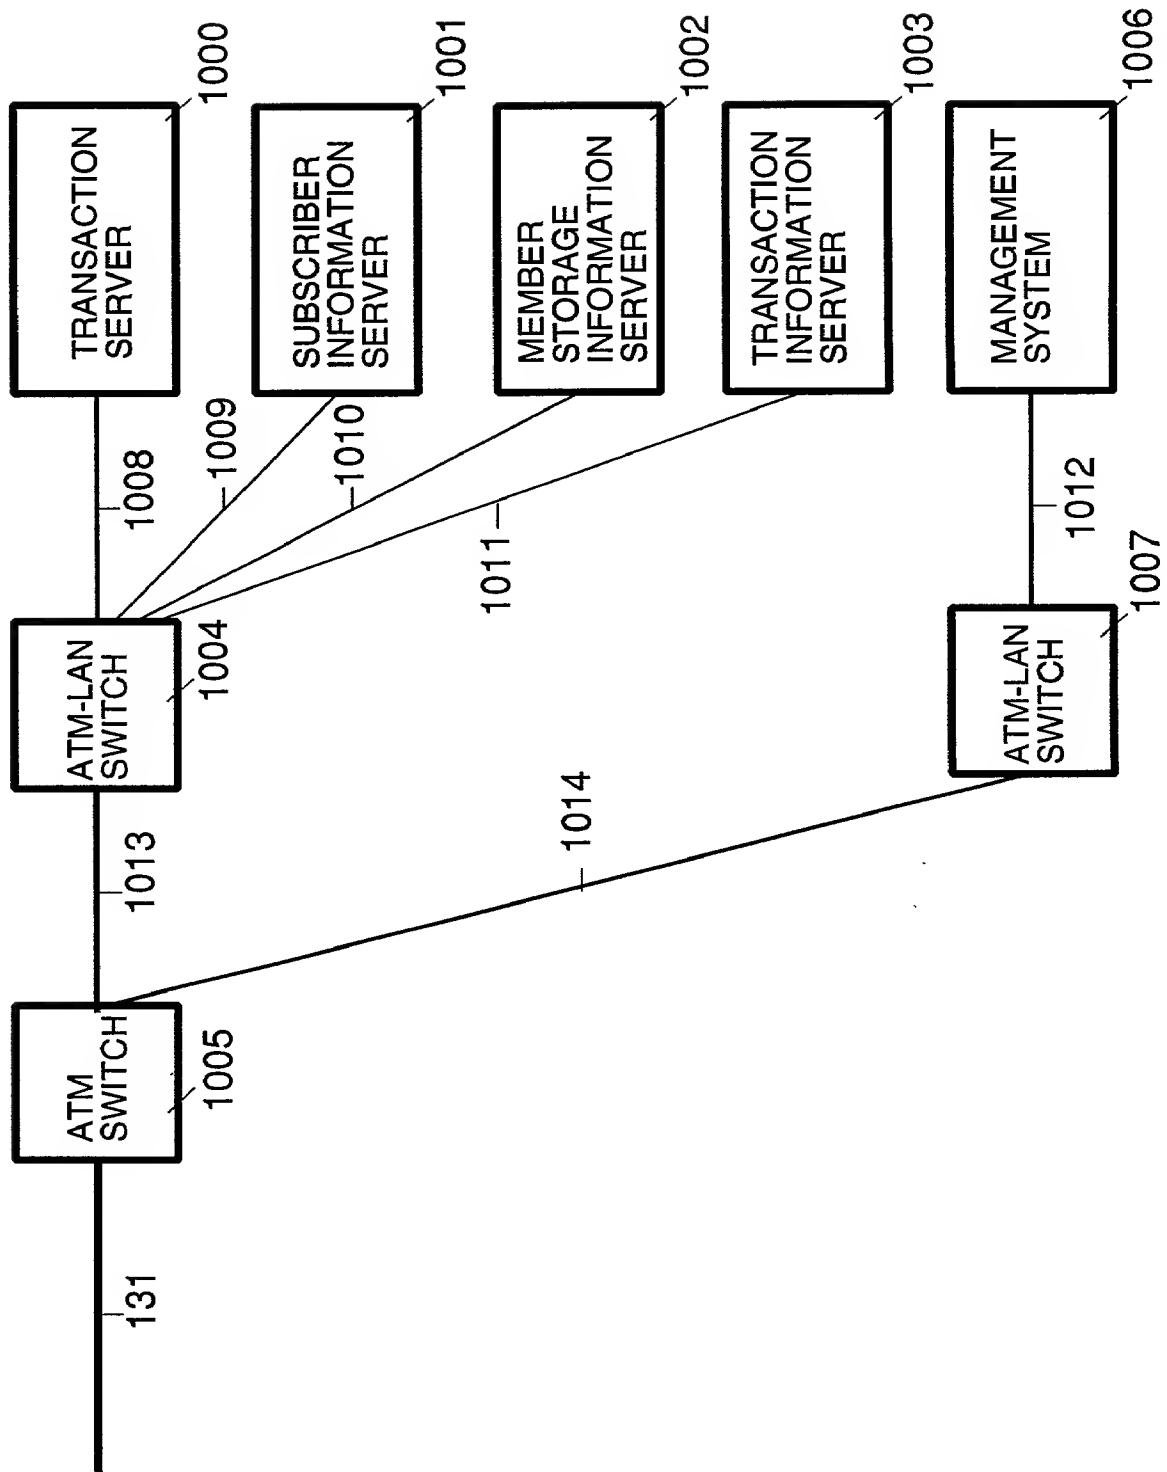 TRANSACTION
SERVER
1000
SUBSCRIBER
INFORMATION
SERVER
1001
MEMBER
STORAGE
INFORMATION
SERVER
1002
TRANSACTION
INFORMATION
SERVER
1003
MANAGEMENT
SYSTEM
1006
1008
1009
1010
1011
1012
ATM-LAN
SWITCH
1004
ATM-LAN
SWITCH
1007
1013
1014
ATM
SWITCH
1005
131